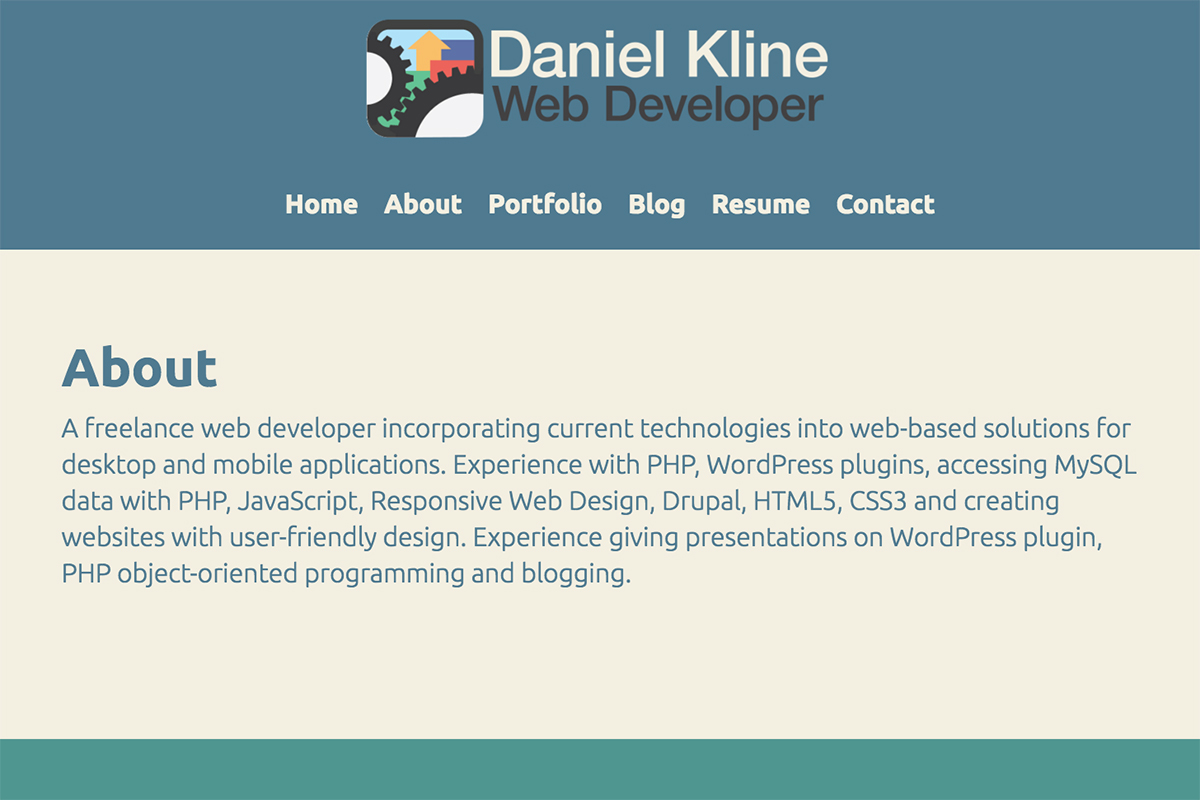 Daniel Kline
Web Developer
Home About Portfolio Blog Resume Contact
About
A freelance web developer incorporating current technologies into web-based solutions for
desktop and mobile applications. Experience with PHP, WordPress plugins, accessing MySQL
data with PHP, JavaScript, Responsive Web Design, Drupal, HTML5, CSS3 and creating
websites with user-friendly design. Experience giving presentations on WordPress plugin,
PHP object-oriented programming and blogging.